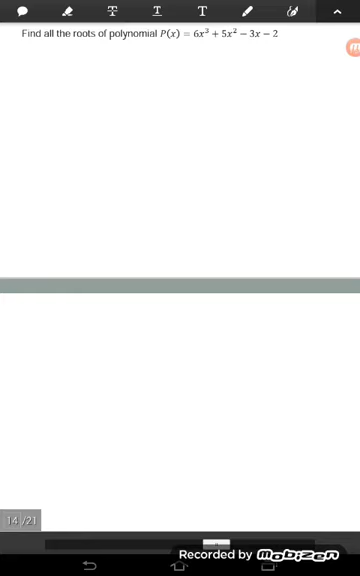 T T T
Find all the roots of polynomial P(x) = 6x³ + 5x² − 3x − 2
14 /21
Recorded by mobizen